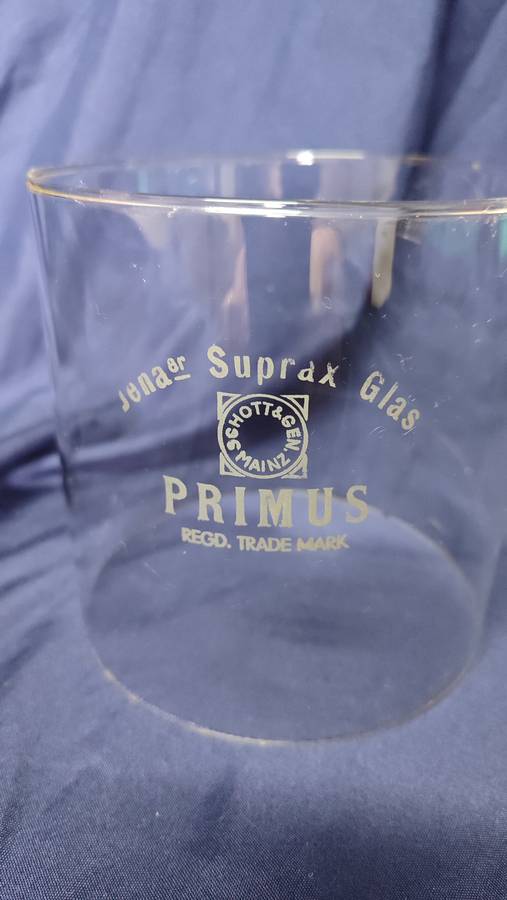 Jenaer Suprax Glas
SCHOTT&GEN.
MAINZ
PRIMUS
REGD. TRADE MARK